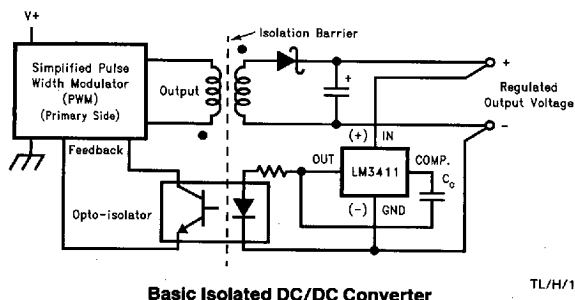 V+
Isolation Barrier
Simplified Pulse
Width Modulator
(PWM)
(Primary Side)
Output
+
+
Regulated
Output Voltage
-
Feedback
(+) IN
OUT
LM3411
COMP.
Cc
Opto-isolator
(-) GND
TL/H/1
Basic Isolated DC/DC Converter